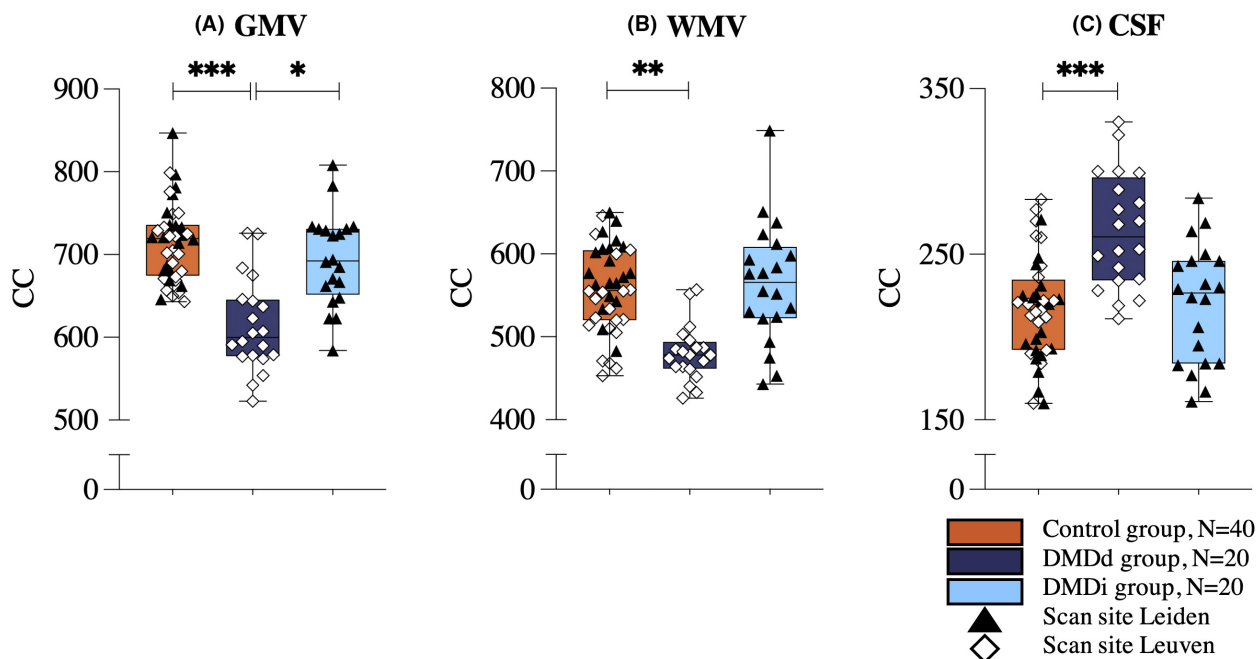 (A) GMV
(B) WMV
(C) CSF
*** *
**
***
CC
900
800
700
600
500
0
CC
800
700
600
500
400
0
CC
350
250
150
0
Control group, N=40
DMDd group, N=20
DMDi group, N=20
Scan site Leiden
Scan site Leuven